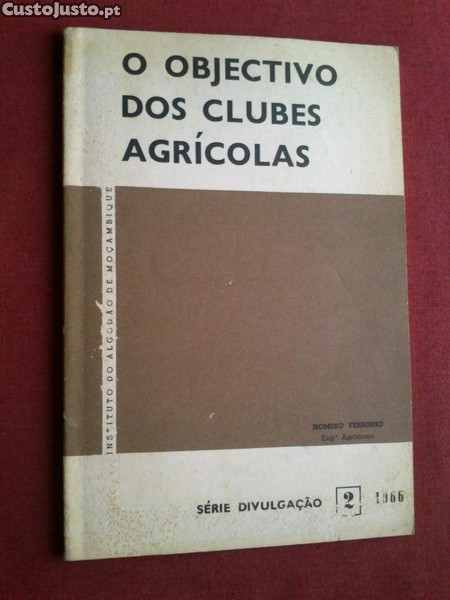 CustoJusto.pt
O OBJECTIVO
DOS CLUBES
AGRÍCOLAS
INSTITUTO DO ALGODÃO DE MOÇAMBIQUE
HOMERO FERRINHO
Eng.º Agrónomo
SÉRIE DIVULGAÇÃO 2 1966